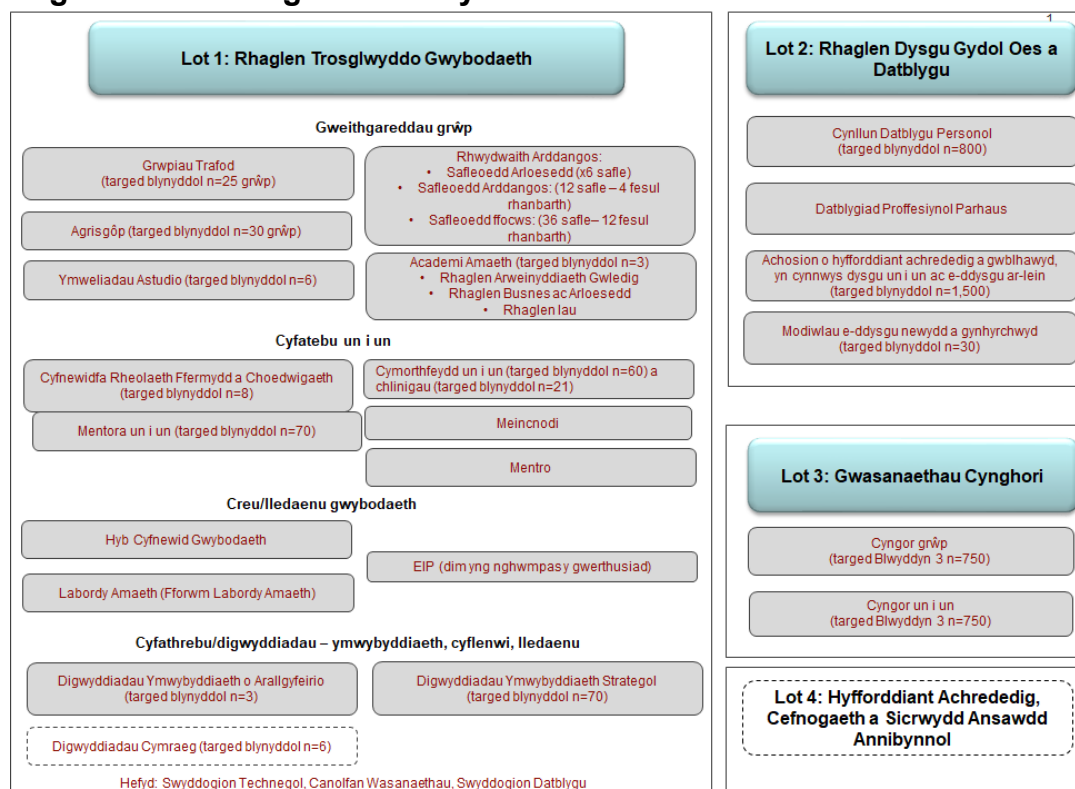 1
Lot 1: Rhaglen Trosglwyddo Gwybodaeth
Gweithgareddau grŵp
Grwpiau Trafod
(targed blynyddol n=25 grŵp)
Agrisgôp (targed blynyddol n=30 grŵp)
Ymweliadau Astudio (targed blynyddol n=6)
Rhwydwaith Arddangos:
• Safleoedd Arloesedd (x6 safle)
• Safleoedd Arddangos: (12 safle – 4 fesul
rhanbarth)
• Safleoedd ffocws: (36 safle– 12 fesul
rhanbarth)
Academi Amaeth (targed blynyddol n=3)
• Rhaglen Arweinyddiaeth Gwledig
• Rhaglen Busnes ac Arloesedd
• Rhaglen Iau
Cyfatebu un i un
Cyfnewidfa Rheolaeth Ffermydd a Choedwigaeth
(targed blynyddol n=8)
Mentora un i un (targed blynyddol n=70)
Cymorthfeydd un i un (targed blynyddol n=60) a
chlinigau (targed blynyddol n=21)
Meincnodi
Mentro
Creu/lledaenu gwybodaeth
Hyb Cyfnewid Gwybodaeth
Labordy Amaeth (Fforwm Labordy Amaeth)
EIP (dim yng nghwmpas y gwerthusiad)
Cyfathrebu/digwyddiadau – ymwybyddiaeth, cyflenwi, lledaenu
Digwyddiadau Ymwybyddiaeth o Arallgyfeirio
(targed blynyddol n=3)
Digwyddiadau Ymwybyddiaeth Strategol
(targed blynyddol n=70)
Digwyddiadau Cymraeg (targed blynyddol n=6)
Hefyd: Swyddogion Technegol, Canolfan Wasanaethau, Swyddogion Datblygu
Lot 2: Rhaglen Dysgu Gydol Oes a
Datblygu
Cynllun Datblygu Personol
(targed blynyddol n=800)
Datblygiad Proffesiynol Parhaus
Achosion o hyfforddiant achrededig a gwblhawyd,
yn cynnwys dysgu un i un ac e-ddysgu ar-lein
(targed blynyddol n=1,500)
Modiwlau e-ddysgu newydd a gynhyrchwyd
(targed blynyddol n=30)
Lot 3: Gwasanaethau Cynghori
Cyngor grŵp
(targed Blwyddyn 3 n=750)
Cyngor un i un
(targed Blwyddyn 3 n=750)
Lot 4: Hyfforddiant Achrededig,
Cefnogaeth a Sicrwydd Ansawdd
Annibynnol